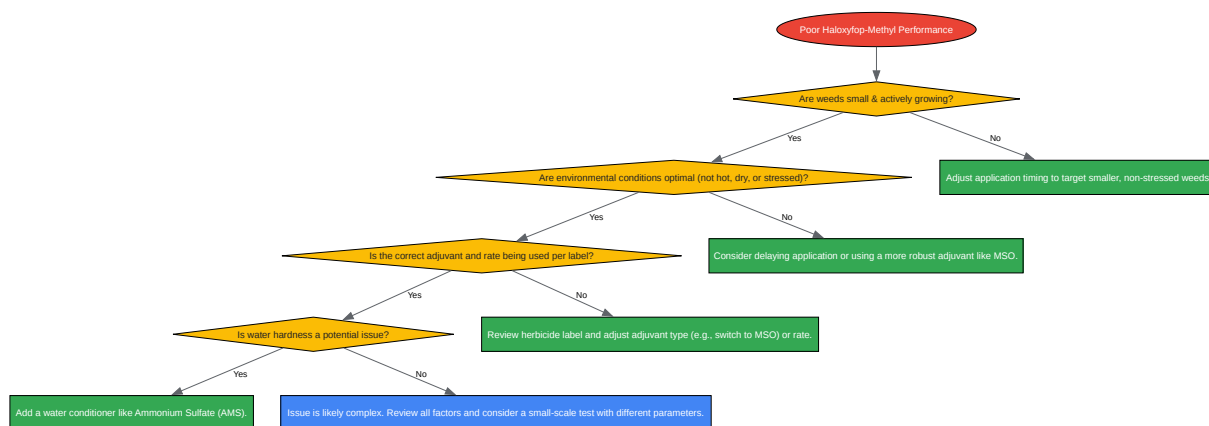 Poor Haloxyfop-Methyl Performance
Are weeds small & actively growing?
Yes
No
Are environmental conditions optimal (not hot, dry, or stressed)?
Adjust application timing to target smaller, non-stressed weeds
Yes
No
Is the correct adjuvant and rate being used per label?
Consider delaying application or using a more robust adjuvant like MSO.
Yes
No
Is water hardness a potential issue?
Review herbicide label and adjust adjuvant type (e.g., switch to MSO) or rate.
Yes
No
Add a water conditioner like Ammonium Sulfate (AMS).
Issue is likely complex. Review all factors and consider a small-scale test with different parameters.